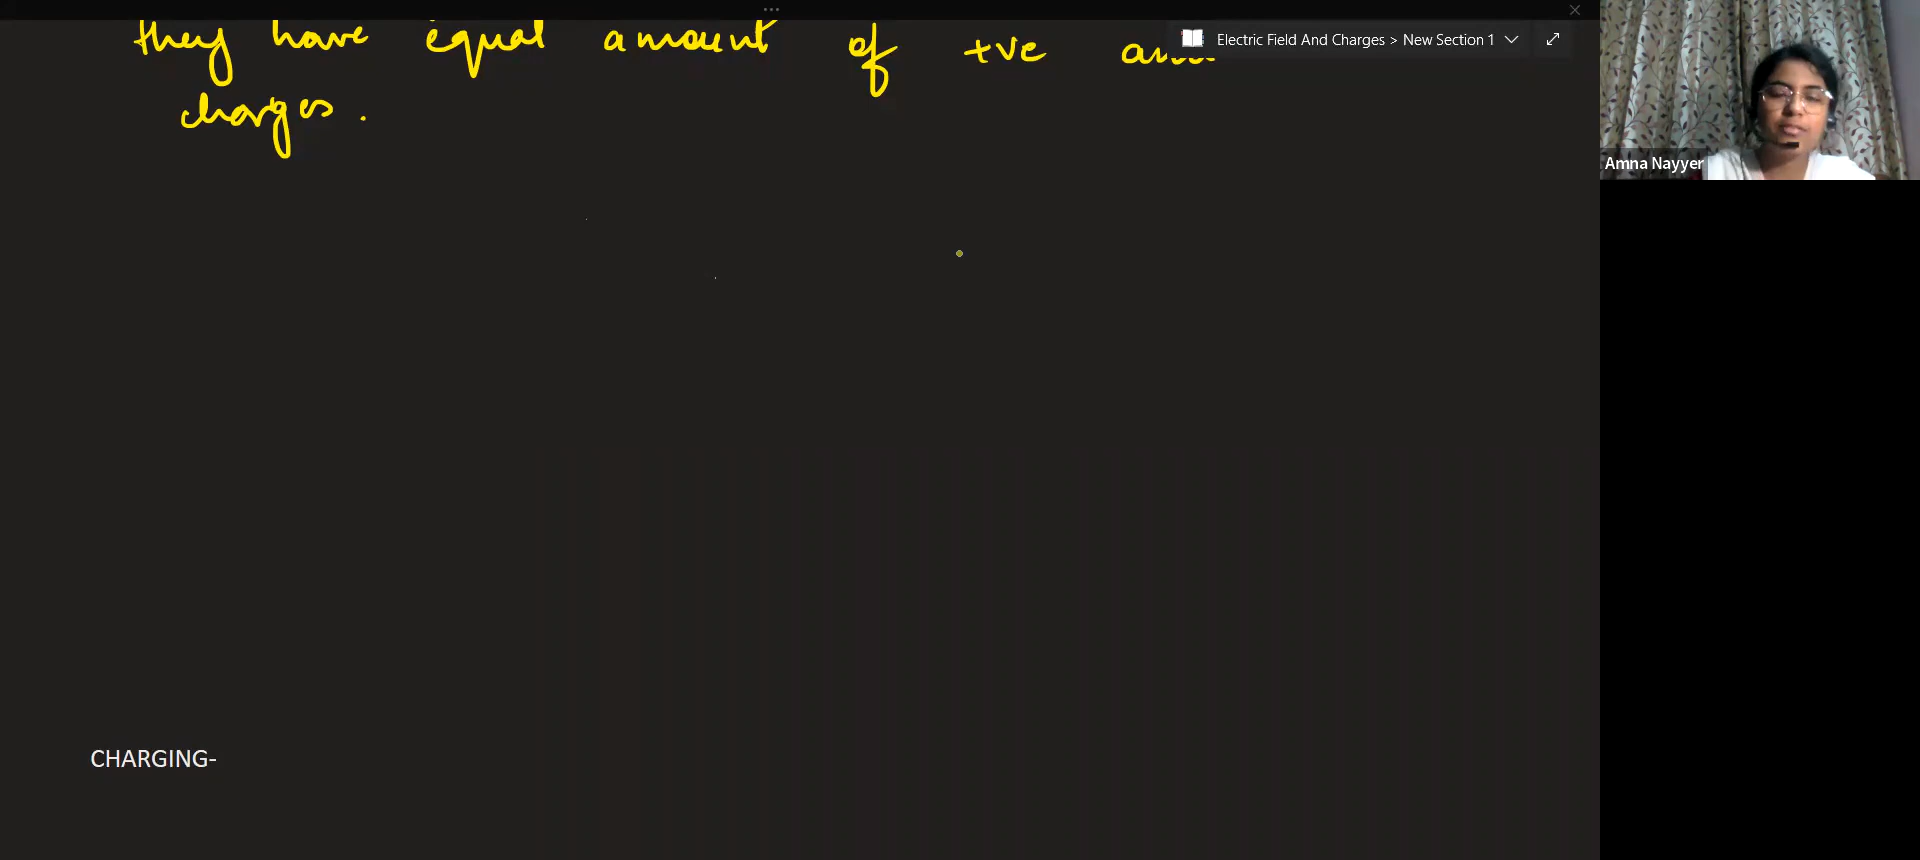 they have equal amount of +ve
charges.
Electric Field And Charges > New Section 1
Amna Nayyer
CHARGING-